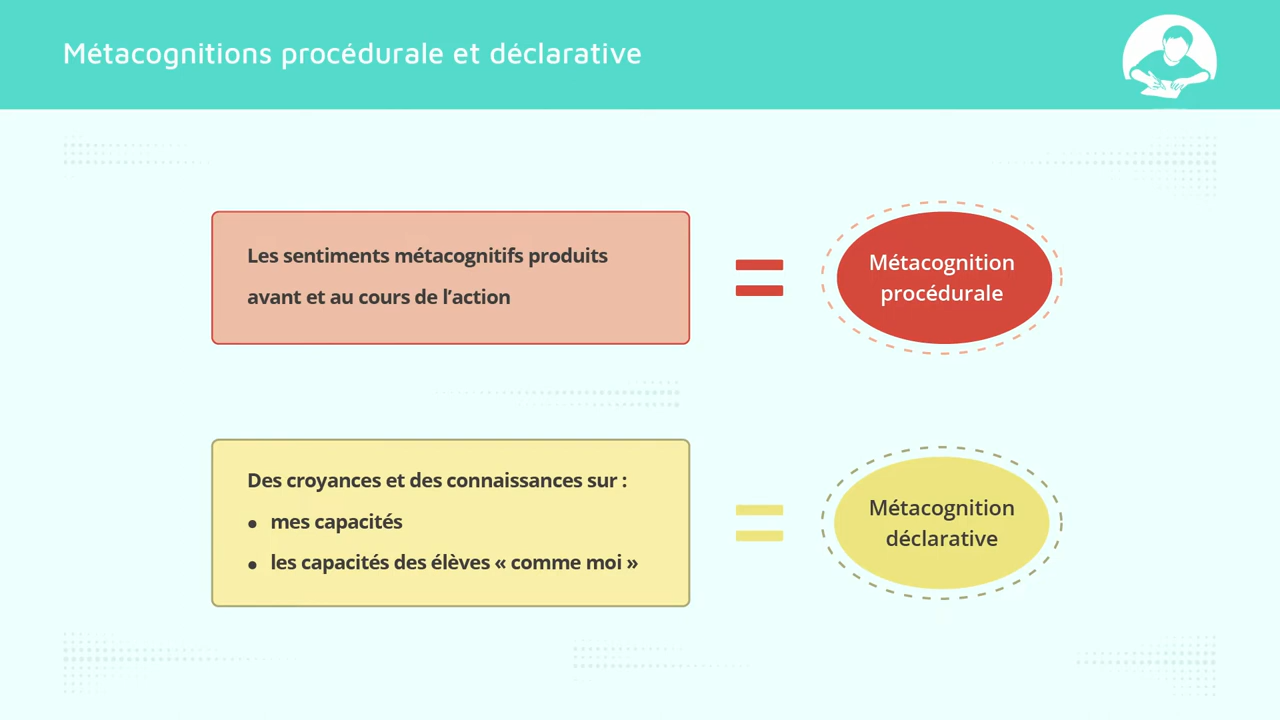 Métacognitions procédurale et déclarative
Les sentiments métacognitifs produits
avant et au cours de l’action
=
Métacognition
procédurale
Des croyances et des connaissances sur :
• mes capacités
• les capacités des élèves « comme moi »
=
Métacognition
déclarative